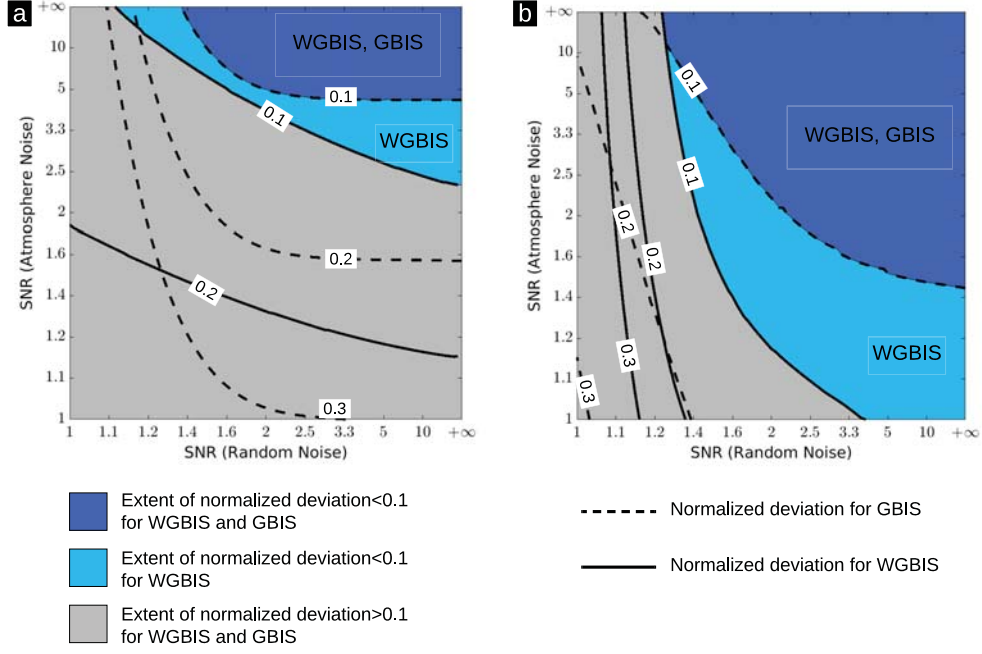 a
+∞
10
5
3.3
2.5
2
1.6
1.4
1.2
1
SNR (Atmosphere Noise)
WGBIS, GBIS
WGBIS
0.1
0.1
0.2
0.2
0.3
1 1.1 1.2 1.4 1.6 2 2.5 3.3 5 10 +∞
SNR (Random Noise)
b
+∞
10
5
3.3
2.5
2
1.6
1.4
1.2
1.1
1
SNR (Atmosphere Noise)
WGBIS, GBIS
WGBIS
0.1
0.1
0.2
0.2
0.3
0.3
1 1.1 1.2 1.4 1.6 2 2.5 3.3 5 10 +∞
SNR (Random Noise)
Extent of normalized deviation<0.1
for WGBIS and GBIS
Extent of normalized deviation<0.1
for WGBIS
Extent of normalized deviation>0.1
for WGBIS and GBIS
Normalized deviation for GBIS
Normalized deviation for WGBIS